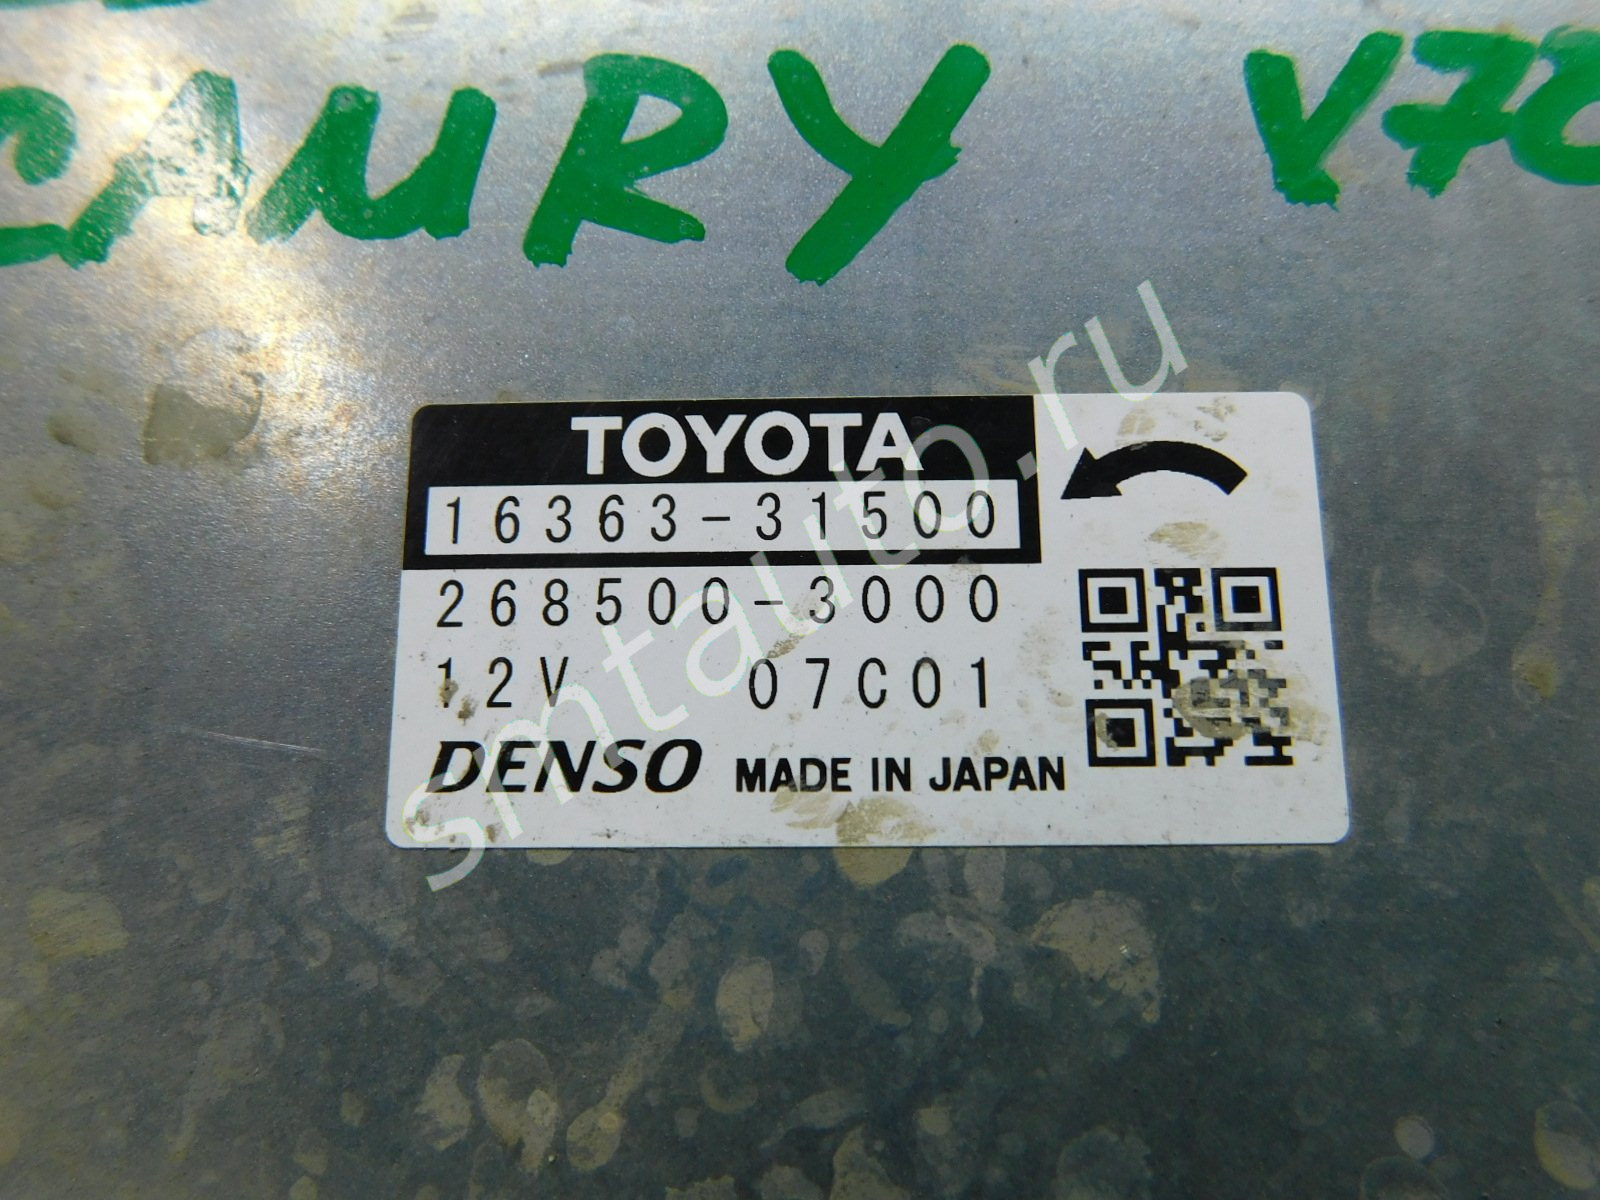 CAMRY V70
TOYOTA
16363-31500
268500-3000
12V 07C01
DENSO MADE IN JAPAN
smtauto.ru